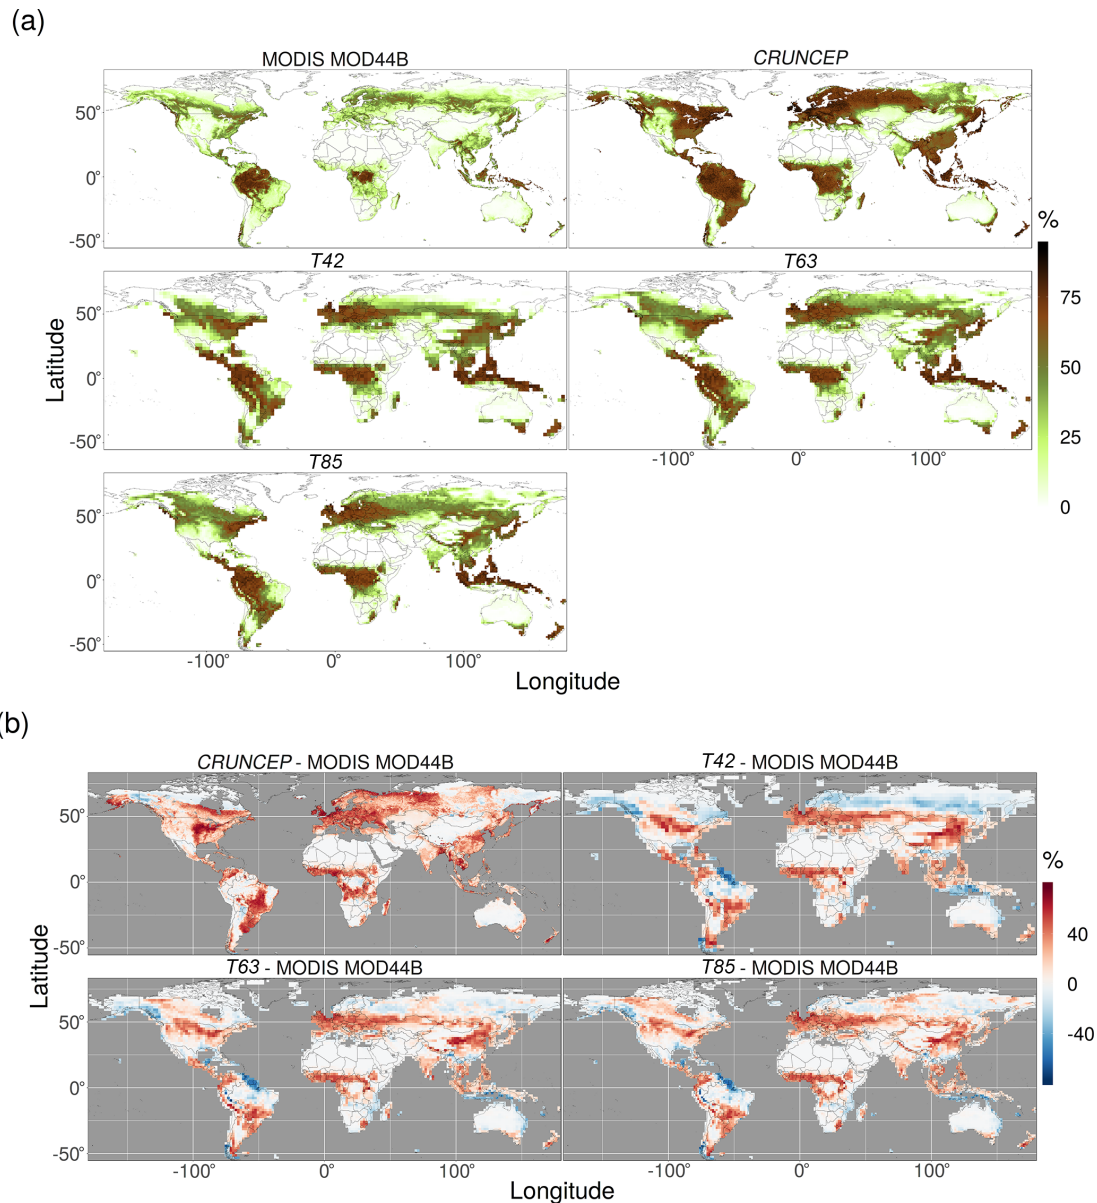 (a)
MODIS MOD44B
CRUNCEP
50°
0°
-50°
%
T42
T63
75
50
25
0
50°
0°
-50°
Latitude
-100°
0°
100°
T85
50°
0°
-50°
-100°
0°
100°
Longitude
(b)
CRUNCEP - MODIS MOD44B
T42 - MODIS MOD44B
50°
0°
-50°
%
40
0
-40
Latitude
T63 - MODIS MOD44B
T85 - MODIS MOD44B
50°
0°
-50°
-100°
0°
100°
-100°
0°
100°
Longitude